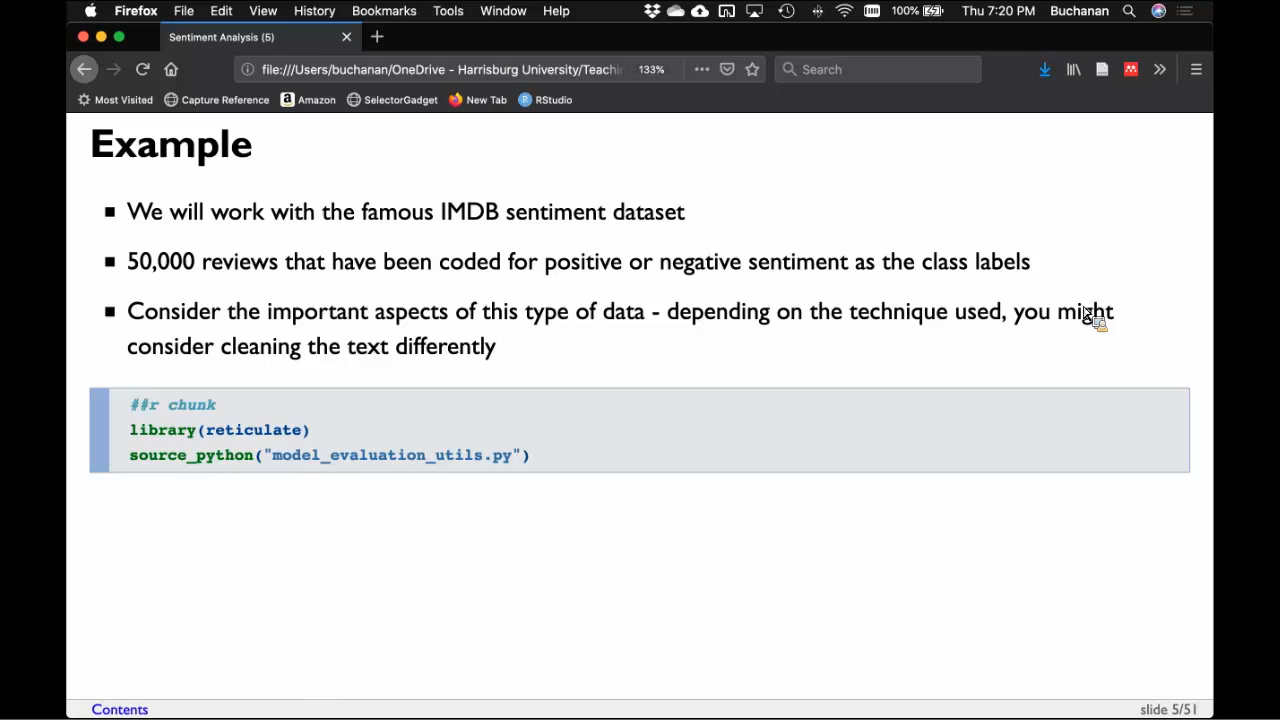 Firefox File Edit View History Bookmarks Tools Window Help 100% Thu 7:20 PM Buchanan
Sentiment Analysis (5)
file:///Users/buchanan/OneDrive - Harrisburg University/Teachin 133% Search
Most Visited Capture Reference Amazon SelectorGadget New Tab RStudio
Example
We will work with the famous IMDB sentiment dataset
50,000 reviews that have been coded for positive or negative sentiment as the class labels
Consider the important aspects of this type of data - depending on the technique used, you might
consider cleaning the text differently
##r chunk
library(reticulate)
source_python("model_evaluation_utils.py")
Contents slide 5/51